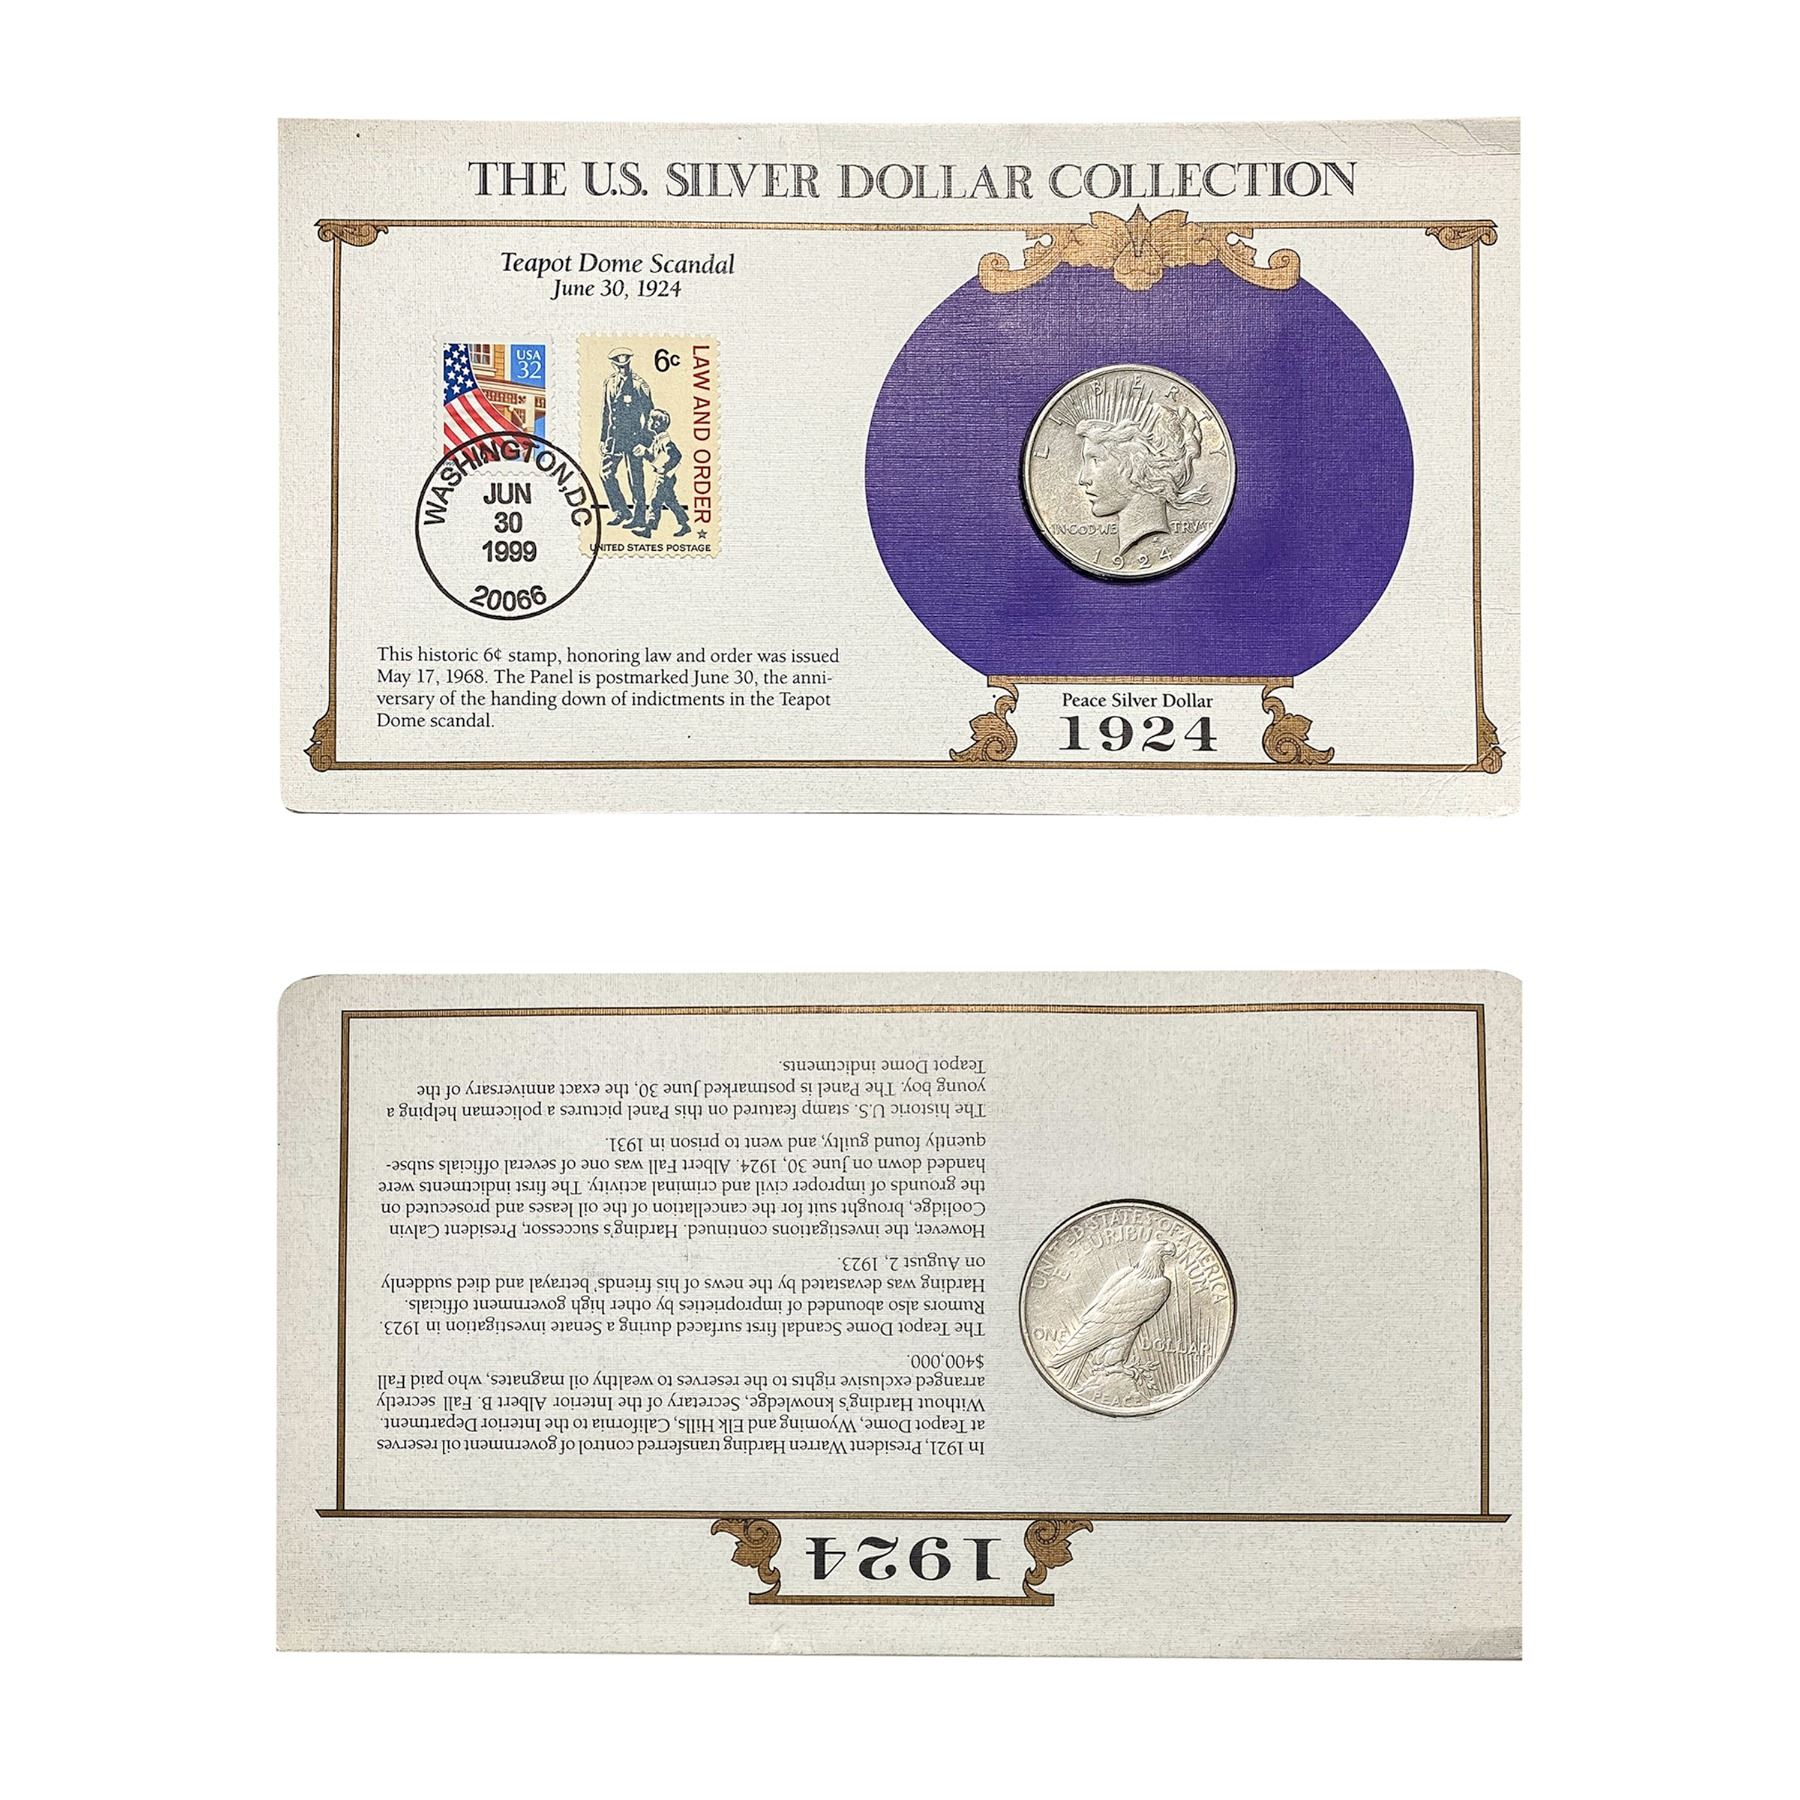 THE U.S. SILVER DOLLAR COLLECTION
Teapot Dome Scandal
June 30, 1924
USA
32
6c
LAW AND ORDER
UNITED STATES POSTAGE
WASHINGTON, DC
JUN
30
1999
20066
This historic 6¢ stamp, honoring law and order was issued
May 17, 1968. The Panel is postmarked June 30, the anni-
versary of the handing down of indictments in the Teapot
Dome scandal.
LIBERTY
IN GOD WE TRVST
1924
Peace Silver Dollar
1924
1924
In 1921, President Warren Harding transferred control of government oil reserves
at Teapot Dome, Wyoming and Elk Hills, California to the Interior Department.
Without Harding's knowledge, Secretary of the Interior Albert B. Fall secretly
arranged exclusive rights to the reserves to wealthy oil magnates, who paid Fall
$400,000.
The Teapot Dome Scandal first surfaced during a Senate investigation in 1923.
Rumors also abounded of improprieties by other high government officials.
Harding was devastated by the news of his friends' betrayal and died suddenly
on August 2, 1923.
However, the investigations continued. Harding's successor, President Calvin
Coolidge, brought suit for the cancellation of the oil leases and prosecuted on
the grounds of improper civil and criminal activity. The first indictments were
handed down on June 30, 1924. Albert Fall was one of several officials subse-
quently found guilty, and went to prison in 1931.
The historic U.S. stamp featured on this Panel pictures a policeman helping a
young boy. The Panel is postmarked June 30, the exact anniversary of the
Teapot Dome indictments.
UNITED·STATES·OF·AMERICA
E·PLURIBUS·UNUM
ONE DOLLAR
PEACE